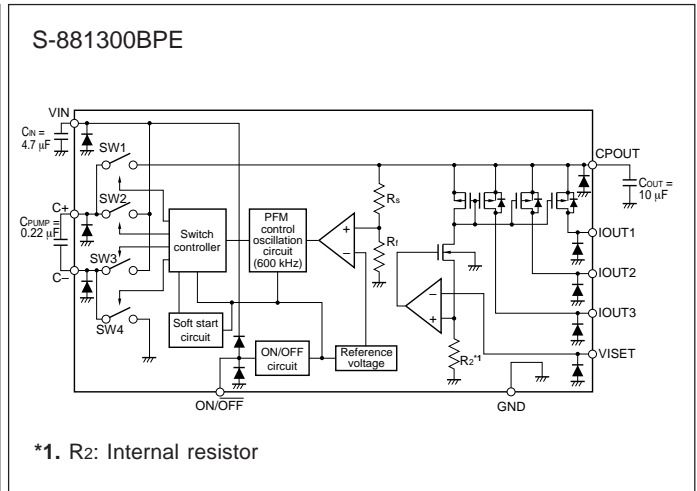 S-881300BPE
VIN
CIN =
4.7 µF
SW1
CPOUT
COUT =
10 µF
Rs
C+
SW2
CPUMP =
0.22 µF
Switch
controller
PFM
control
oscillation
circuit
(600 kHz)
+
−
Rf
IOUT1
SW3
C−
IOUT2
SW4
Soft start
circuit
−
+
IOUT3
ON/OFF
circuit
Reference
voltage
R2*1
VISET
ON/OFF
GND
*1. R2: Internal resistor